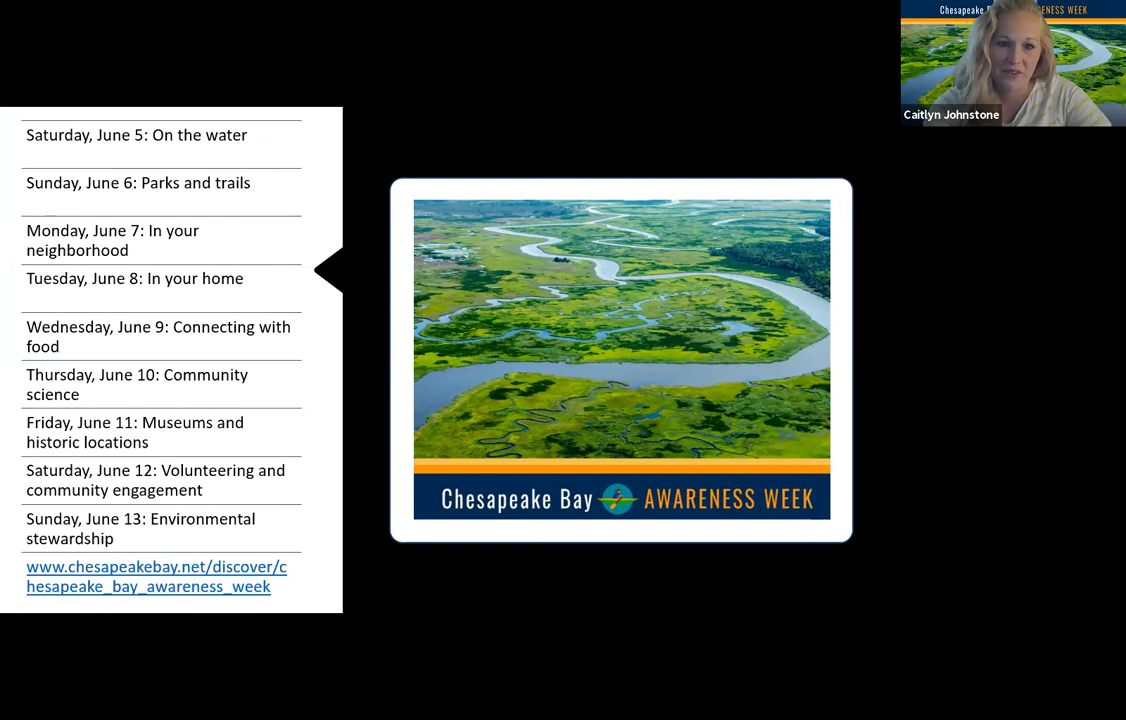 Saturday, June 5: On the water
Sunday, June 6: Parks and trails
Monday, June 7: In your
neighborhood
Tuesday, June 8: In your home
Wednesday, June 9: Connecting with
food
Thursday, June 10: Community
science
Friday, June 11: Museums and
historic locations
Saturday, June 12: Volunteering and
community engagement
Sunday, June 13: Environmental
stewardship
www.chesapeakebay.net/discover/c
hesapeake_bay_awareness_week
Chesapeake Bay AWARENESS WEEK
Chesapeake WEEK
Caitlyn Johnstone